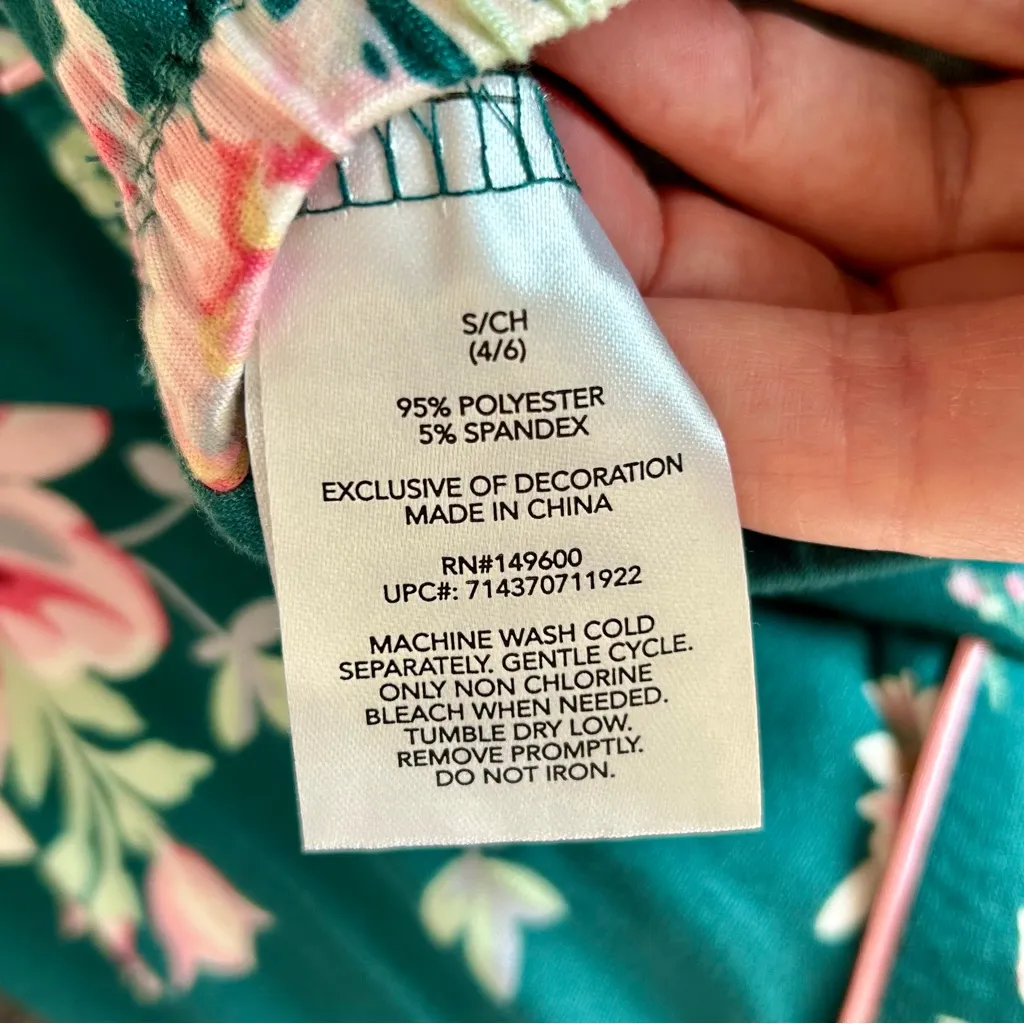 S/CH
(4/6)
95% POLYESTER
5% SPANDEX
EXCLUSIVE OF DECORATION
MADE IN CHINA
RN#149600
UPC#: 714370711922
MACHINE WASH COLD
SEPARATELY. GENTLE CYCLE.
ONLY NON CHLORINE
BLEACH WHEN NEEDED.
TUMBLE DRY LOW.
REMOVE PROMPTLY.
DO NOT IRON.